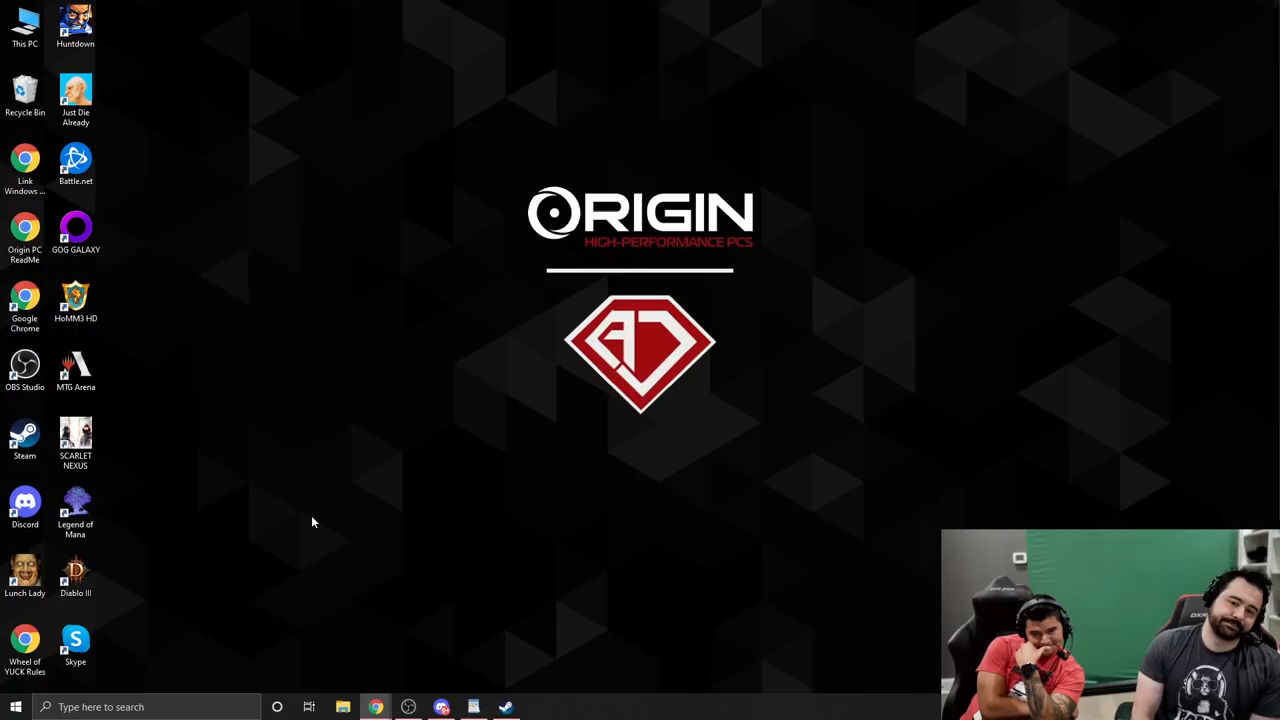 This PC
Huntdown
Recycle Bin
Just Die
Already
Link
Windows ...
Battle.net
Origin PC
ReadMe
GOG GALAXY
Google
Chrome
HoMM3 HD
OBS Studio
MTG Arena
Steam
SCARLET
NEXUS
Discord
Legend of
Mana
Lunch Lady
Diablo III
Wheel of
YUCK Rules
Skype
ORIGIN
HIGH-PERFORMANCE PCS
AJ
Type here to search